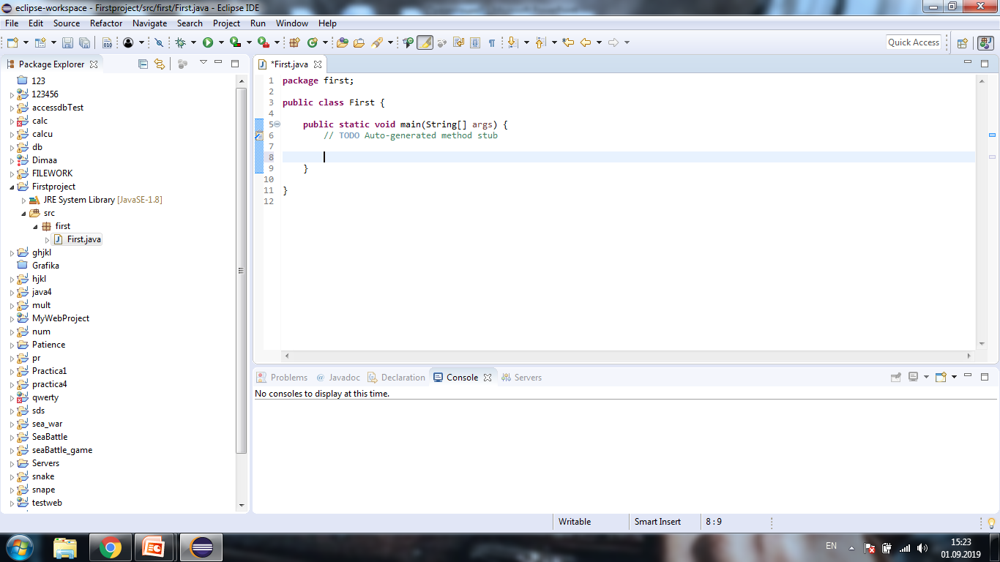 eclipse-workspace - Firstproject/src/first/First.java - Eclipse IDE
File Edit Source Refactor Navigate Search Project Run Window Help
Quick Access
Package Explorer
123
123456
accessdbTest
calc
calcu
db
Dimaa
FILEWORK
Firstproject
JRE System Library [JavaSE-1.8]
src
first
First.java
ghjkl
Grafika
hjkl
java4
mult
MyWebProject
num
Patience
pr
Practica1
practica4
qwerty
sds
sea_war
SeaBattle
seaBattle_game
Servers
snake
snape
testweb
*First.java
1 package first;
2
3 public class First {
4
5 public static void main(String[] args) {
6 // TODO Auto-generated method stub
7
8
9 }
10
11 }
12
Problems @ Javadoc Declaration Console Servers
No consoles to display at this time.
Writable Smart Insert 8 : 9
EN 15:23
01.09.2019